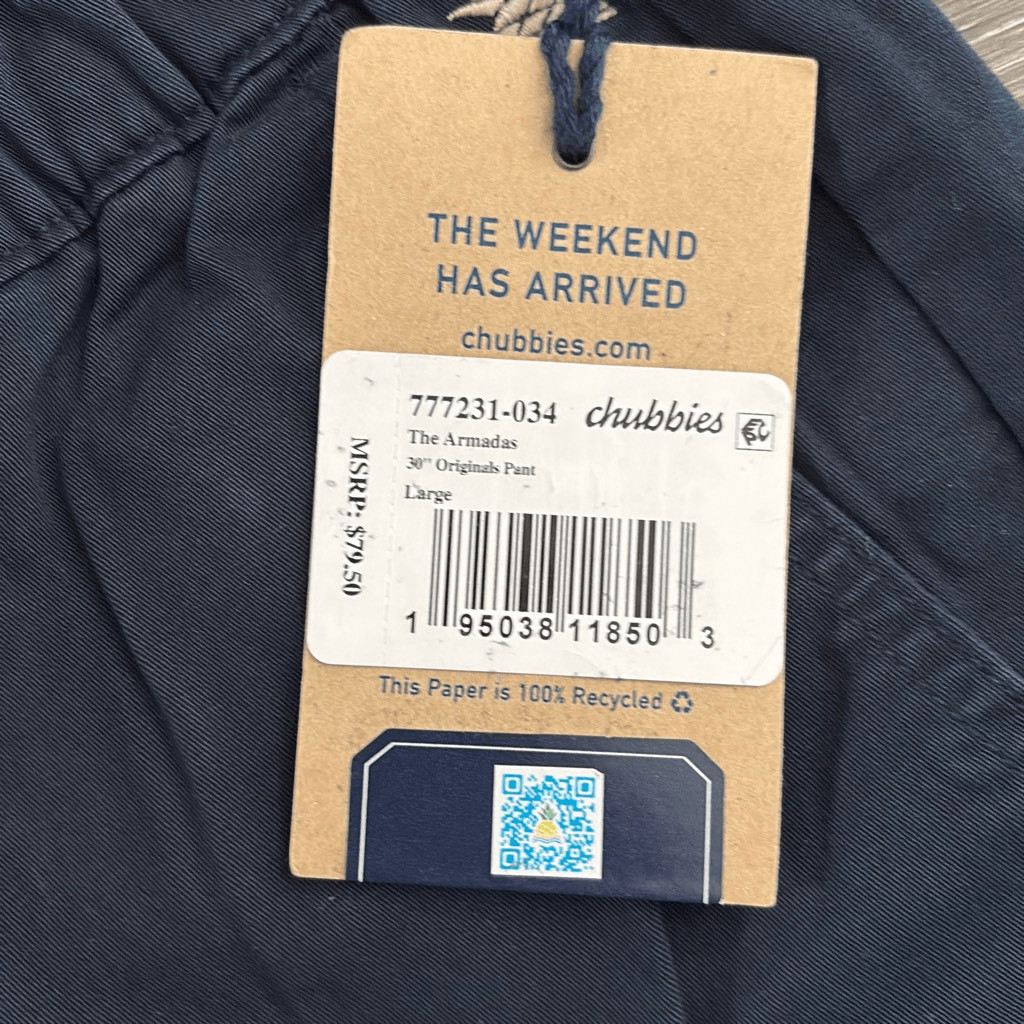 THE WEEKEND
HAS ARRIVED
chubbies.com
777231-034 chubbies
The Armadas
30" Originals Pant
Large
MSRP: $79.50
1 95038 11850 3
This Paper is 100% Recycled